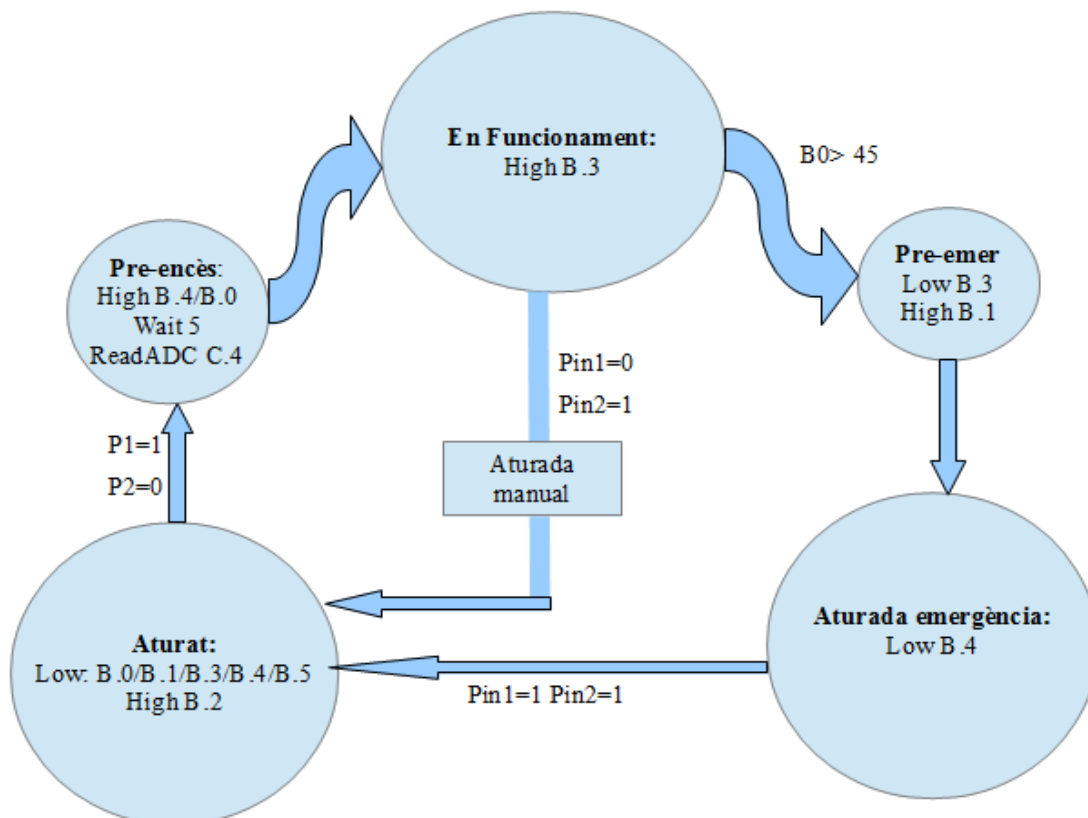 En Funcionament:
High B.3
B0> 45
Pre-encès:
High B.4/B.0
Wait 5
ReadADC C.4
Pre-emer
Low B.3
High B.1
Pin1=0
Pin2=1
P1=1
P2=0
Aturada
manual
Aturat:
Low: B.0/B.1/B.3/B.4/B.5
High B.2
Aturada emergència:
Low B.4
Pin1=1 Pin2=1